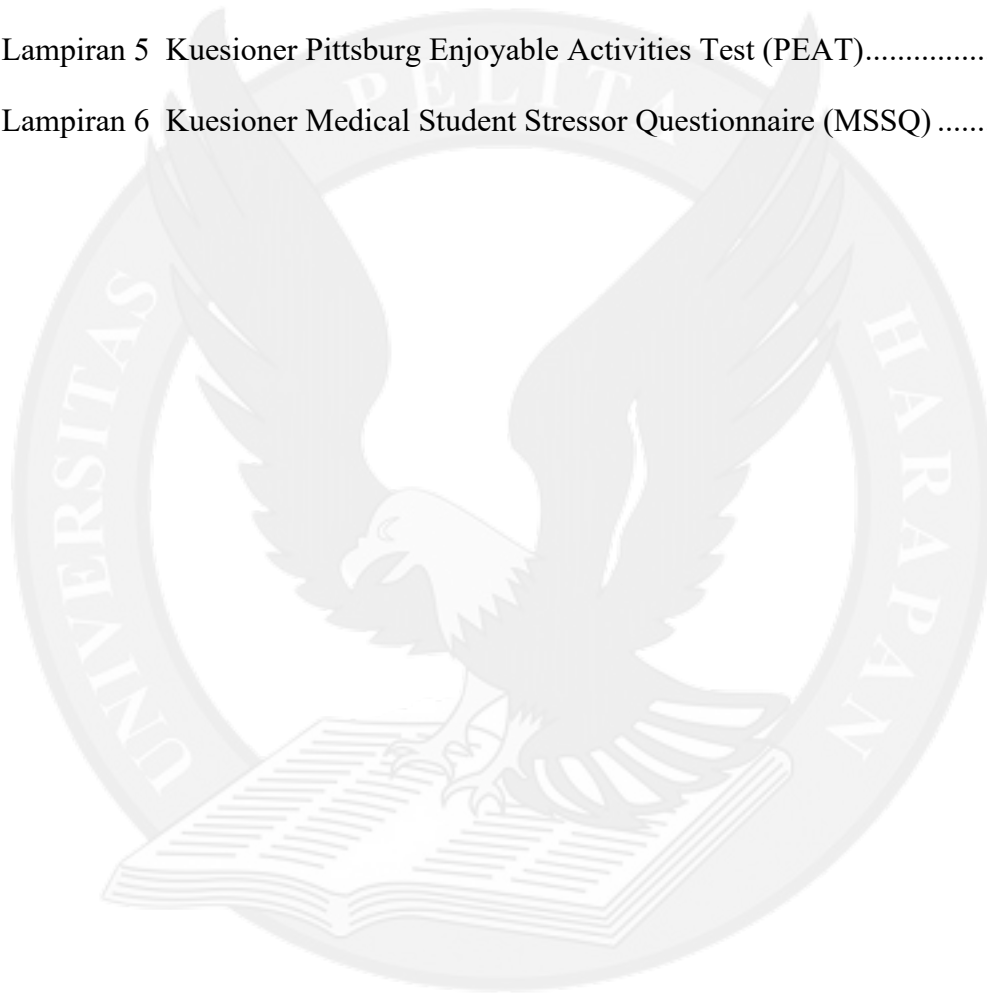 Lampiran 5 Kuesioner Pittsburg Enjoyable Activities Test (PEAT)...............
Lampiran 6 Kuesioner Medical Student Stressor Questionnaire (MSSQ) ......
UNIVERSITAS PELITA HARAPAN